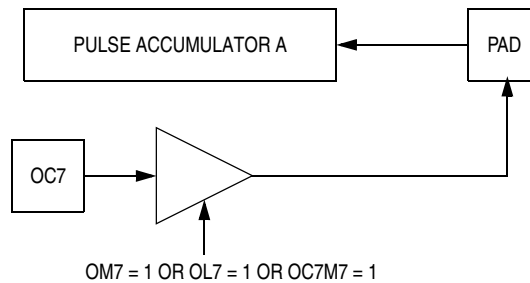 PULSE ACCUMULATOR A
PAD
OC7
OM7 = 1 OR OL7 = 1 OR OC7M7 = 1